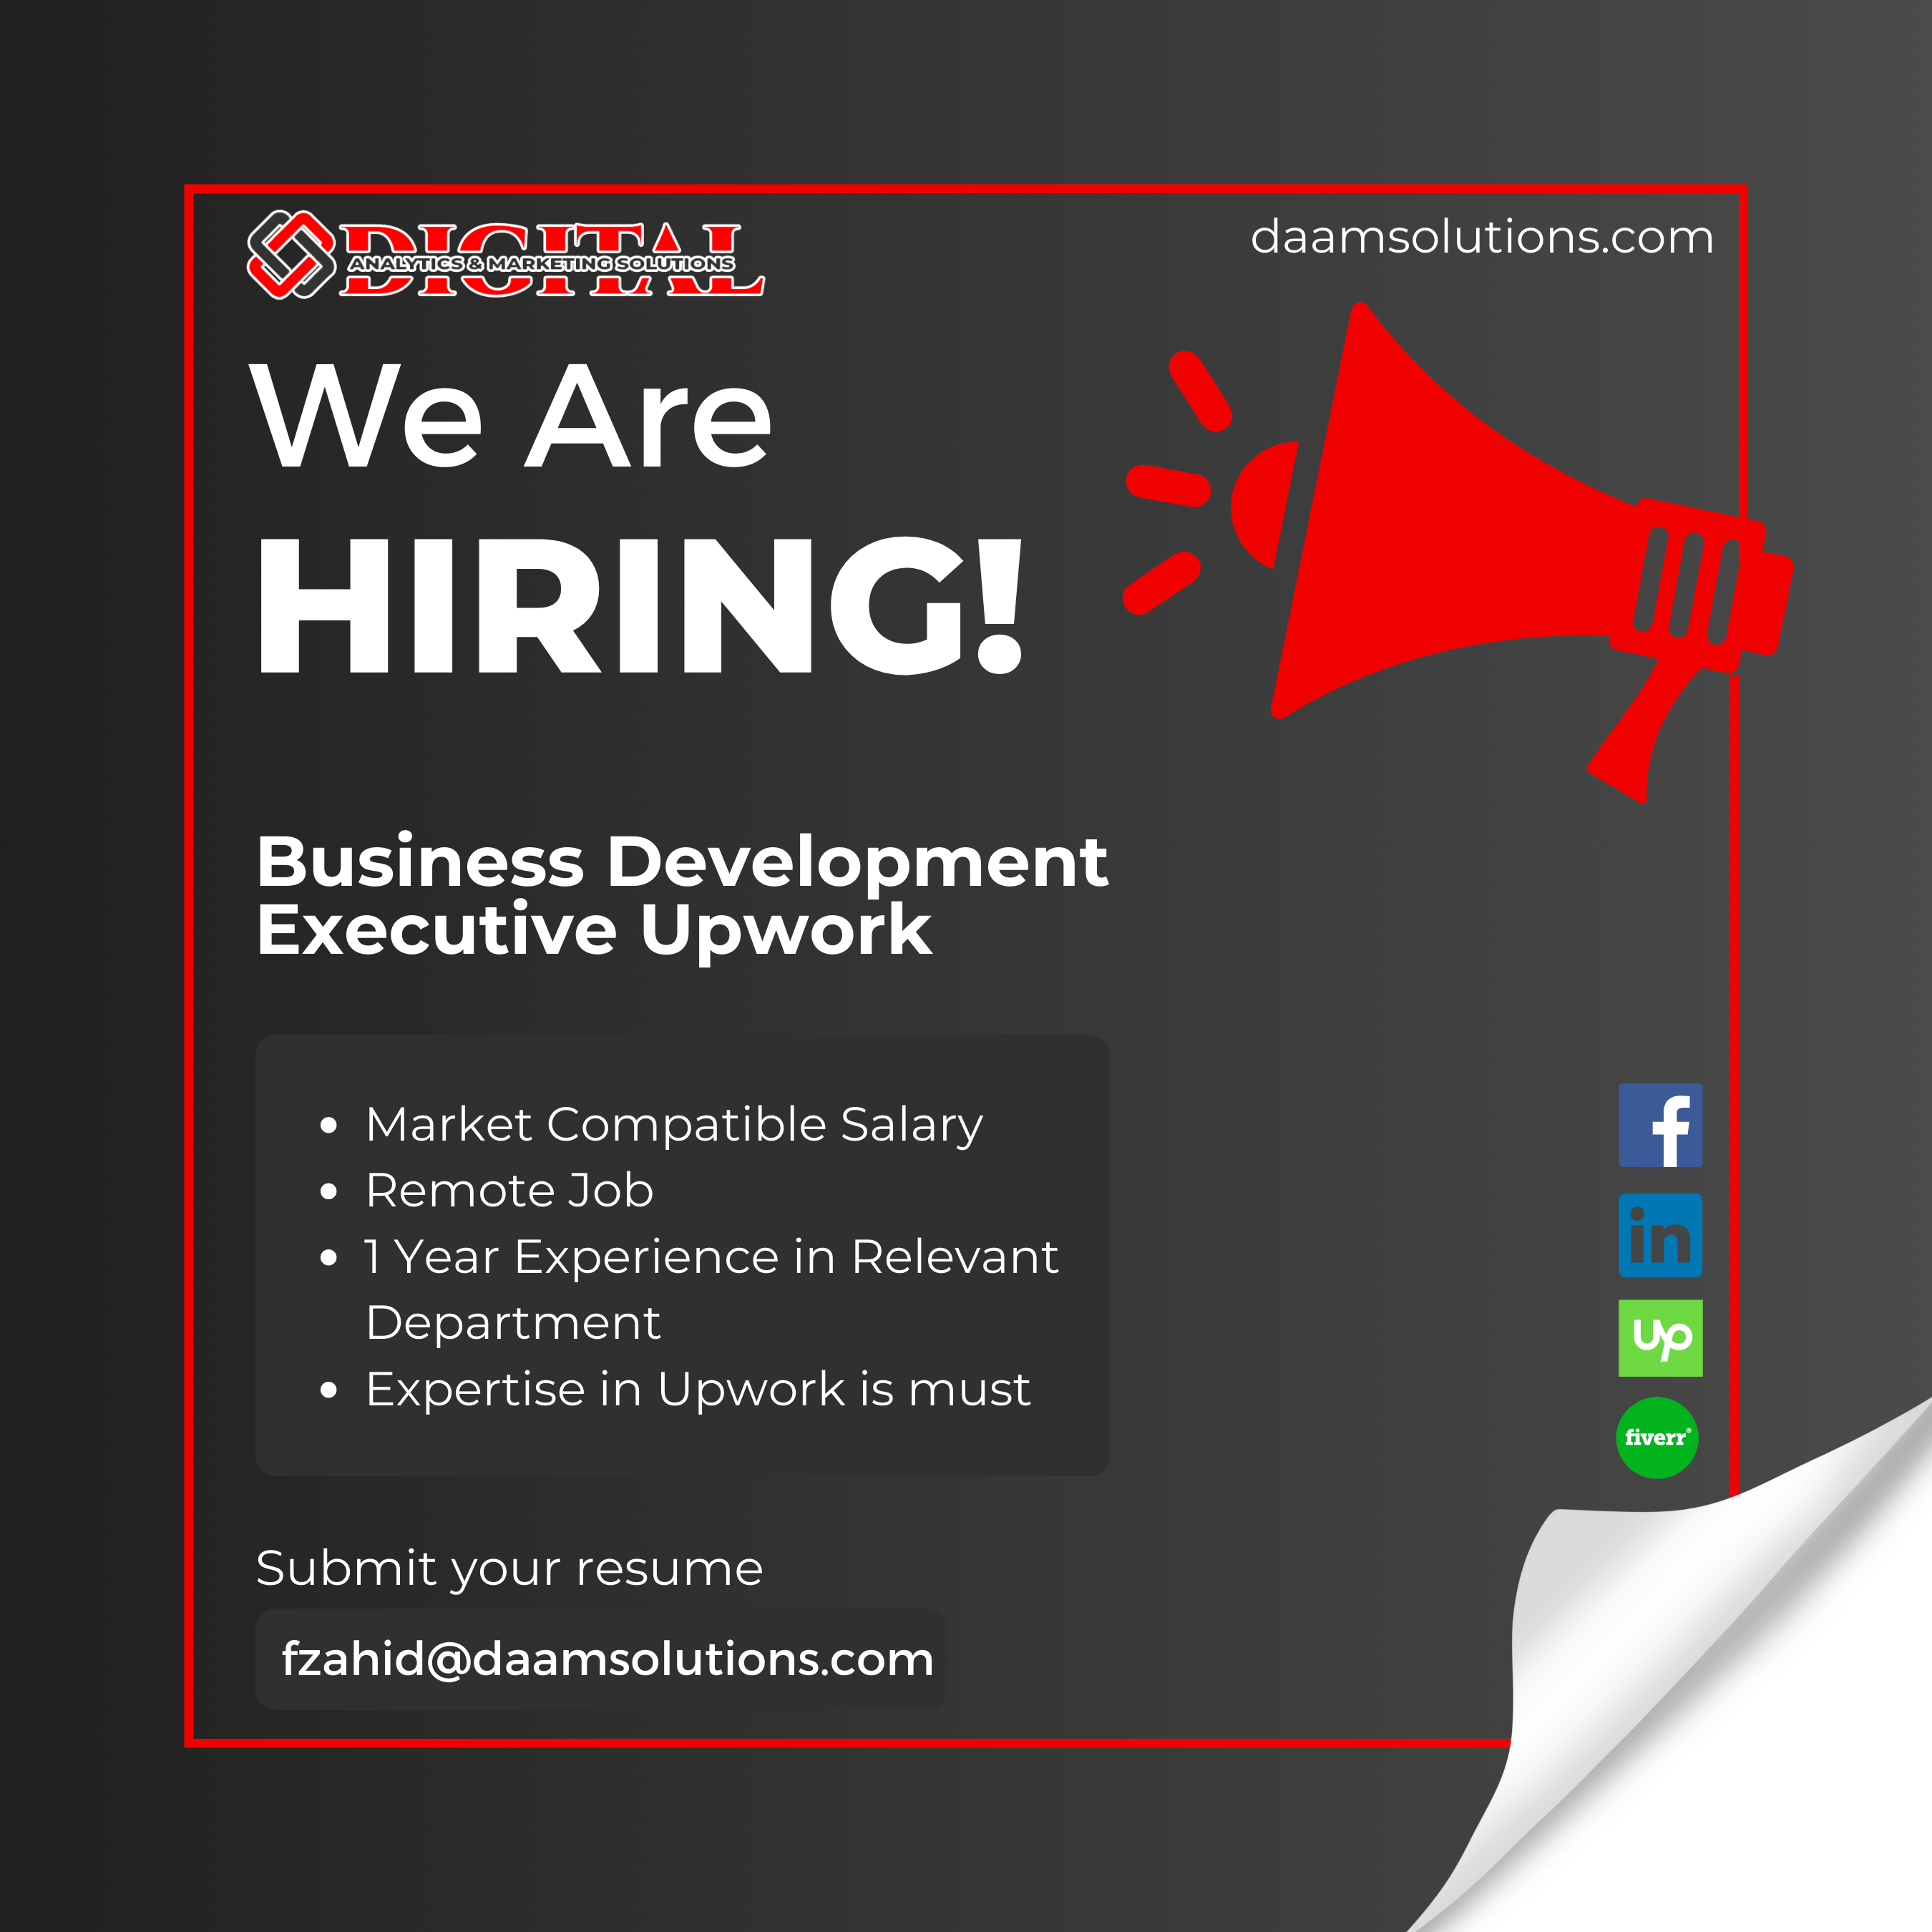 DIGITAL
ANALYTICS & MARKETING SOLUTIONS
daamsolutions.com
We Are
HIRING!
Business Development
Executive Upwork
• Market Compatible Salary
• Remote Job
• 1 Year Experience in Relevant
Department
• Expertise in Upwork is must
f
in
up
fiverr®
Submit your resume
fzahid@daamsolutions.com